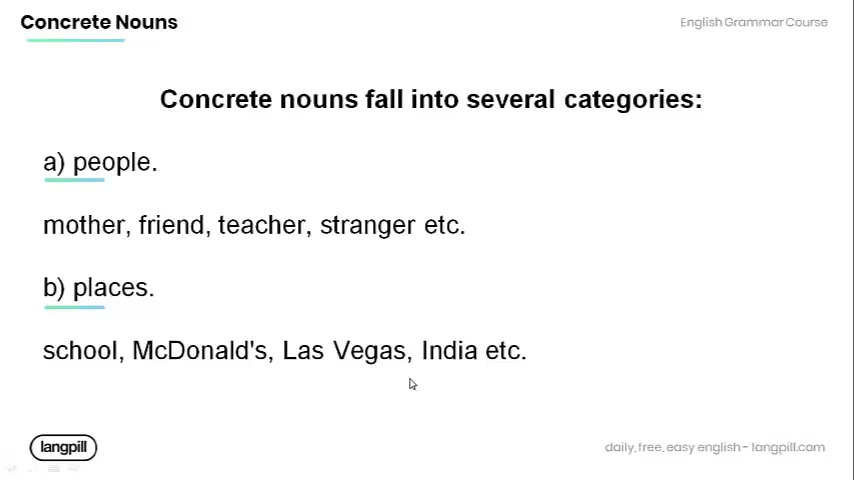 Concrete Nouns
English Grammar Course
Concrete nouns fall into several categories:
a) people.
mother, friend, teacher, stranger etc.
b) places.
school, McDonald's, Las Vegas, India etc.
langpill
daily, free, easy english - langpill.com